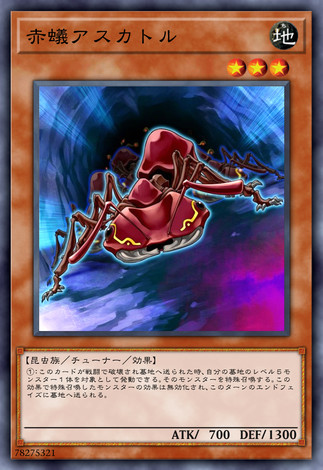 赤蟻アスカトル
地
【昆虫族／チューナー／効果】
①：このカードが戦闘で破壊され墓地へ送られた時、自分の墓地のレベル５モ
ンスター１体を対象として発動できる。そのモンスターを特殊召喚する。この
効果で特殊召喚したモンスターの効果は無効化され、このターンのエンドフェ
イズに墓地へ送られる。
ATK/ 700 DEF/1300
78275321